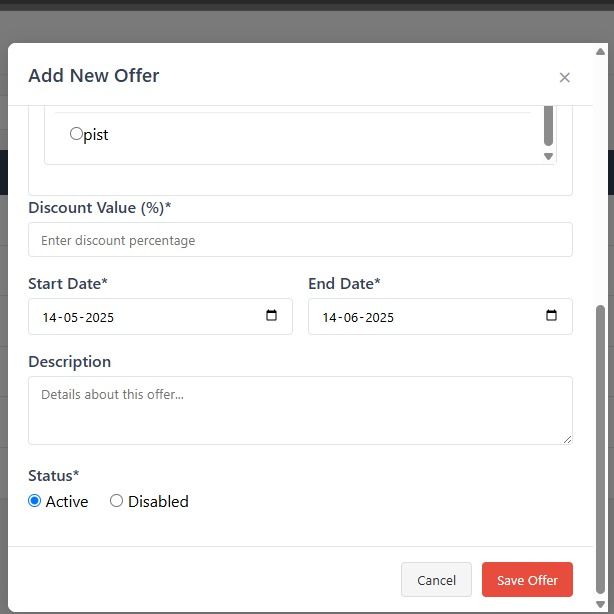 Add New Offer
pist
Discount Value (%)*
Enter discount percentage
Start Date* End Date*
14-05-2025 14-06-2025
Description
Details about this offer...
Status*
Active Disabled
Cancel Save Offer